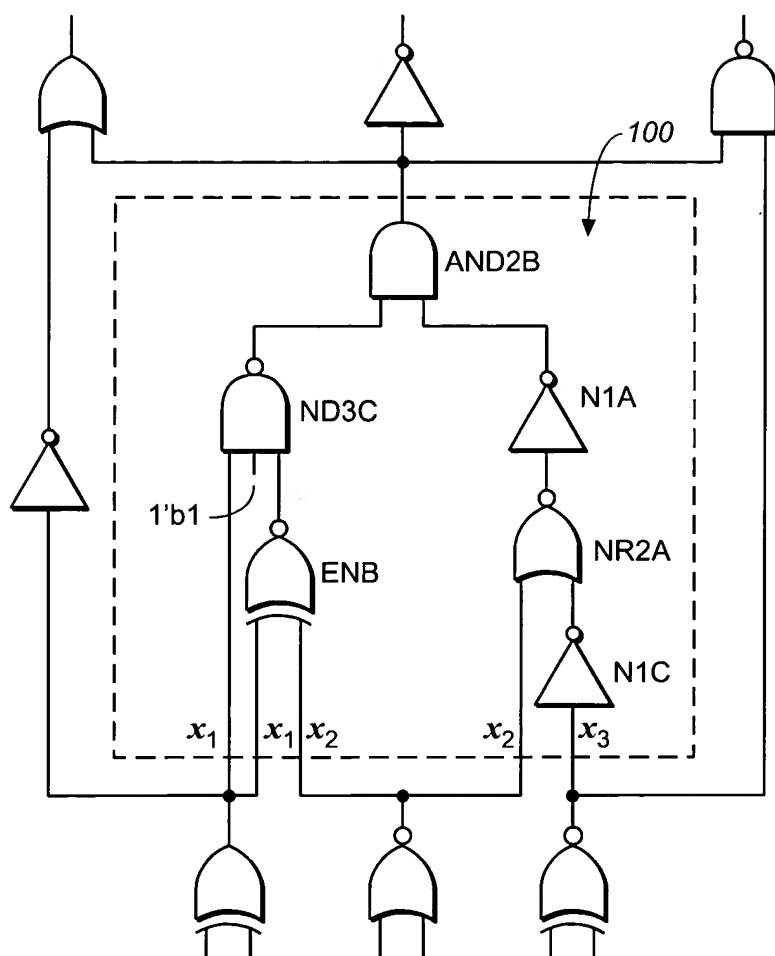 100
AND2B
ND3C
N1A
1'b1
NR2A
ENB
N1C
x1 x1 x2 x2 x3